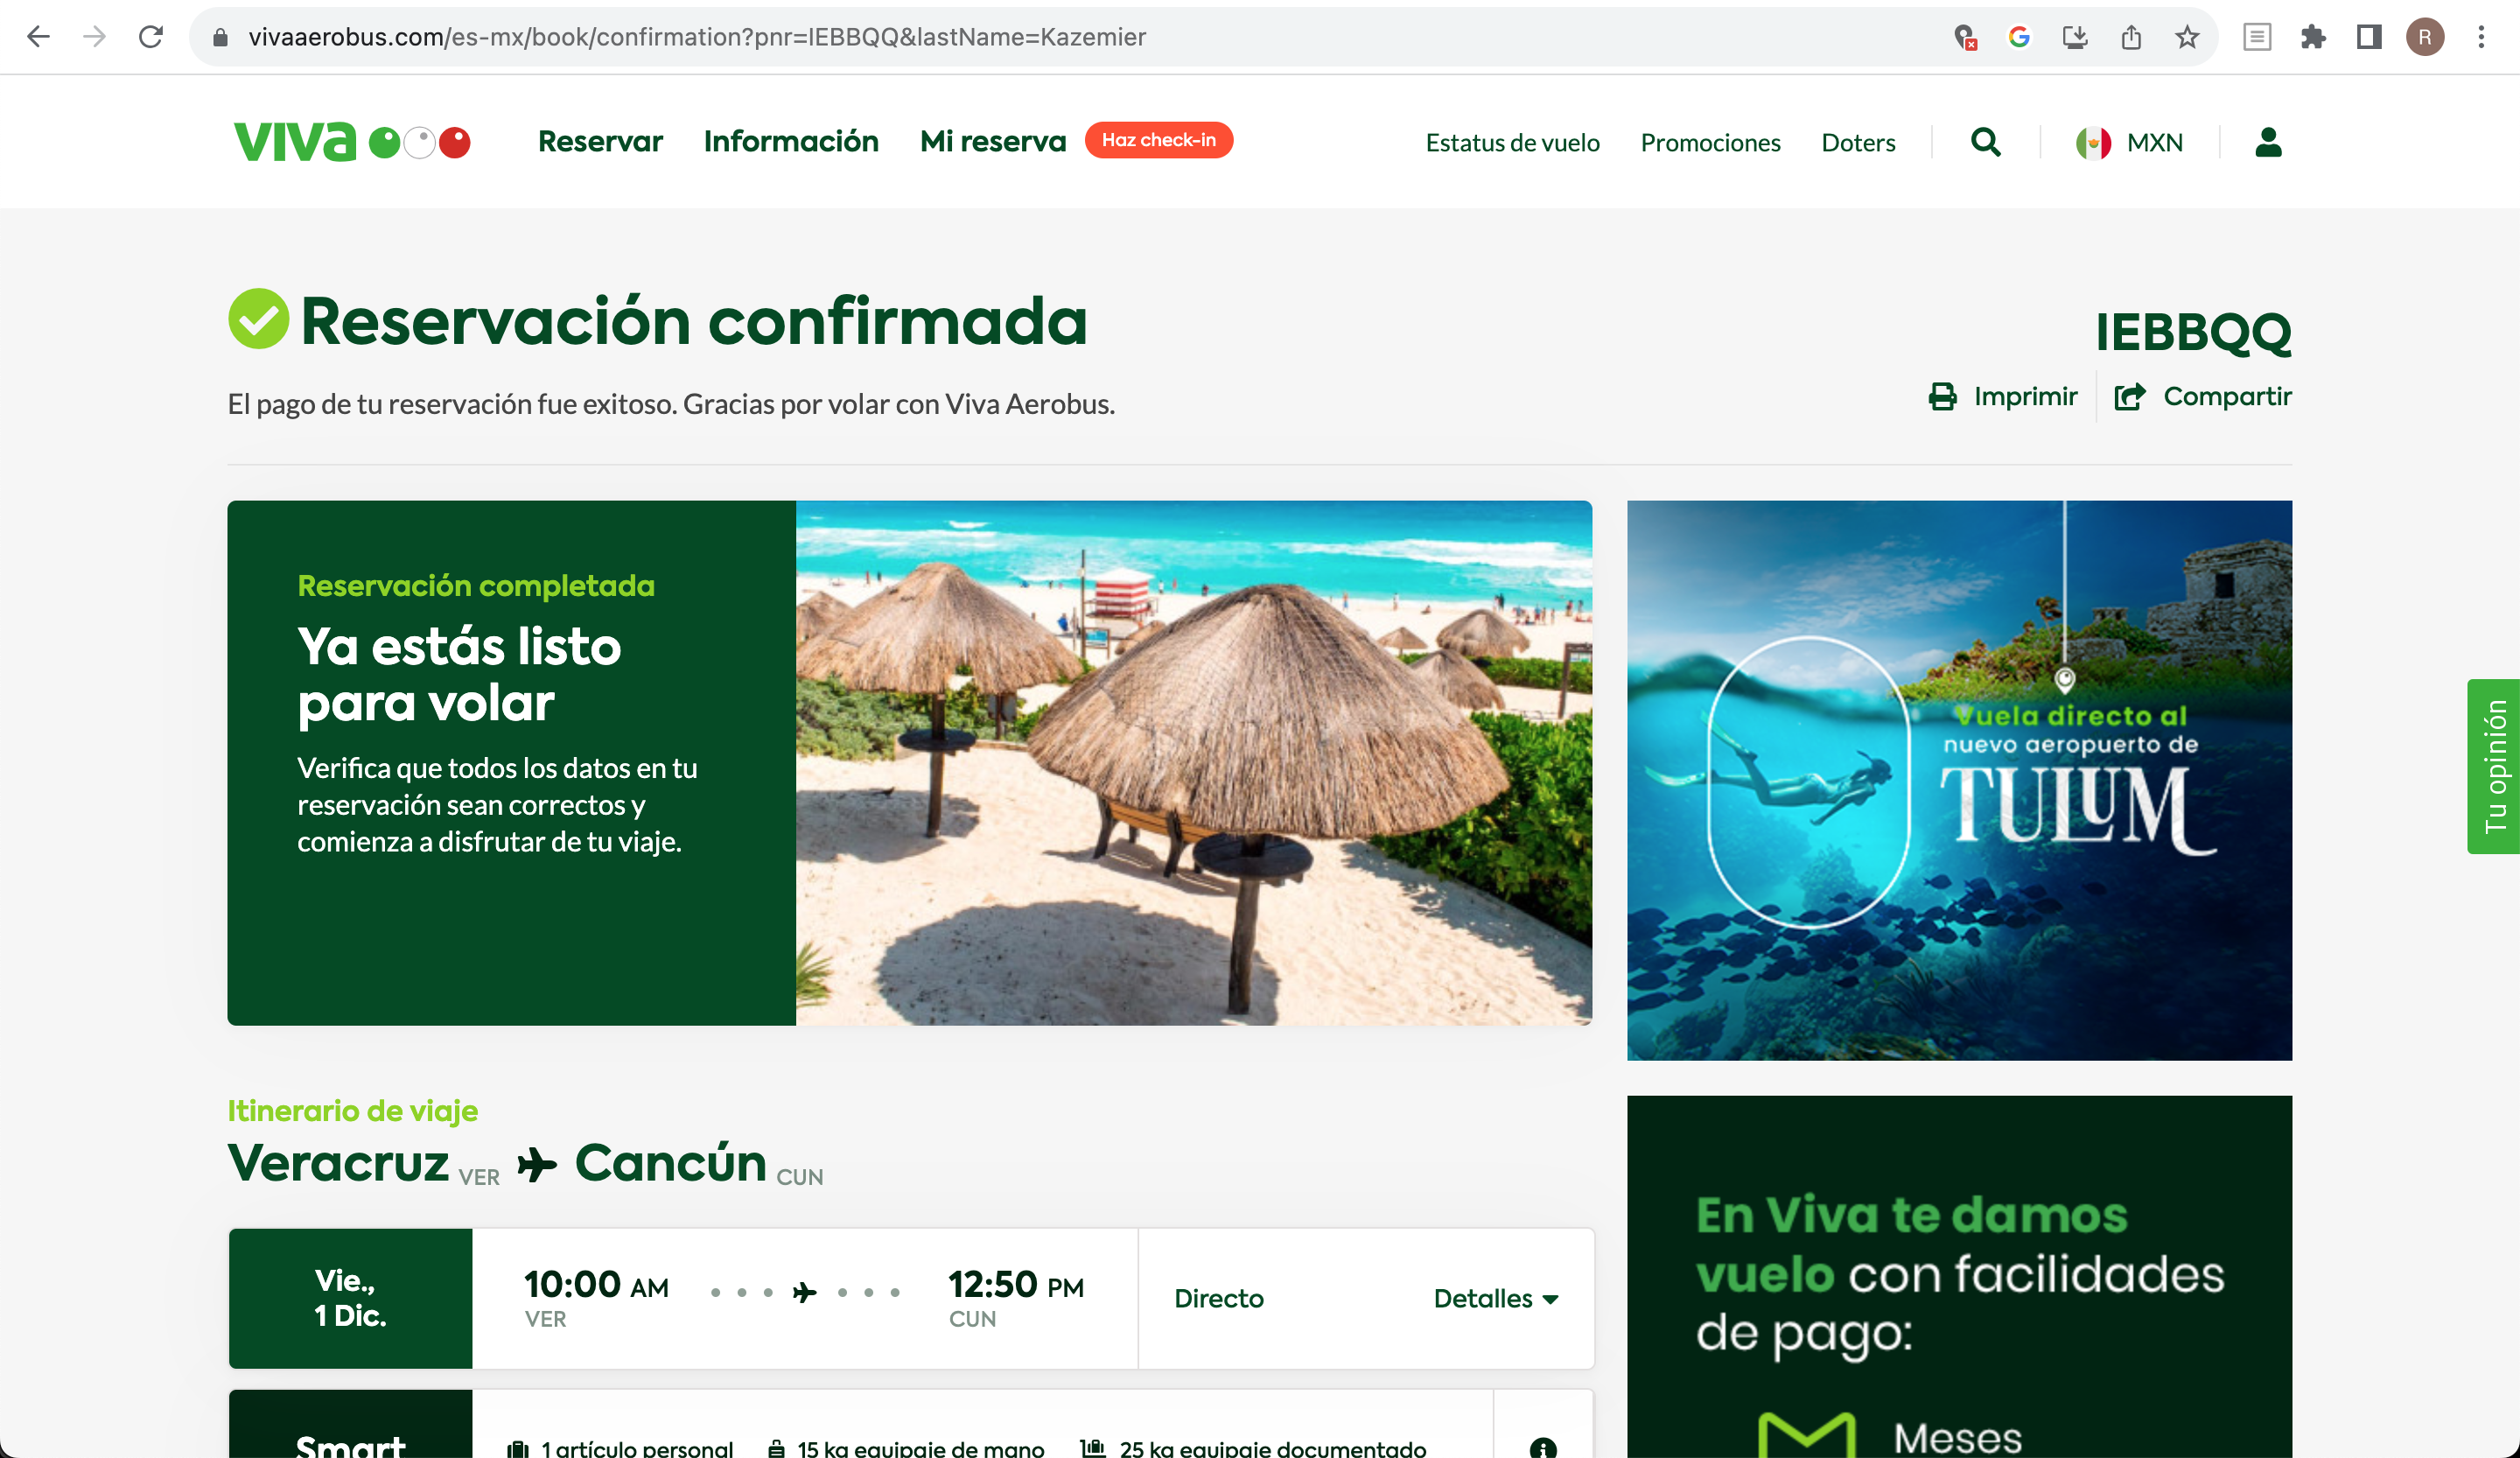 vivaaerobus.com/es-mx/book/confirmation?pnr=IEBBQQ&lastName=Kazemier
R
viva
Reservar
Información
Mi reserva
Haz check-in
Estatus de vuelo
Promociones
Doters
MXN
Reservación confirmada
IEBBQQ
El pago de tu reservación fue exitoso. Gracias por volar con Viva Aerobus.
Imprimir
Compartir
Reservación completada
Ya estás listo
para volar
Verifica que todos los datos en tu
reservación sean correctos y
comienza a disfrutar de tu viaje.
Vuela directo al
nuevo aeropuerto de
TULUM
Tu opinión
Itinerario de viaje
Veracruz VER Cancún CUN
Vie.,
1 Dic.
10:00 AM
VER
12:50 PM
CUN
Directo
Detalles
Smart
1 artículo personal
15 kg equipaje de mano
25 kg equipaje documentado
En Viva te damos
vuelo con facilidades
de pago:
Meses